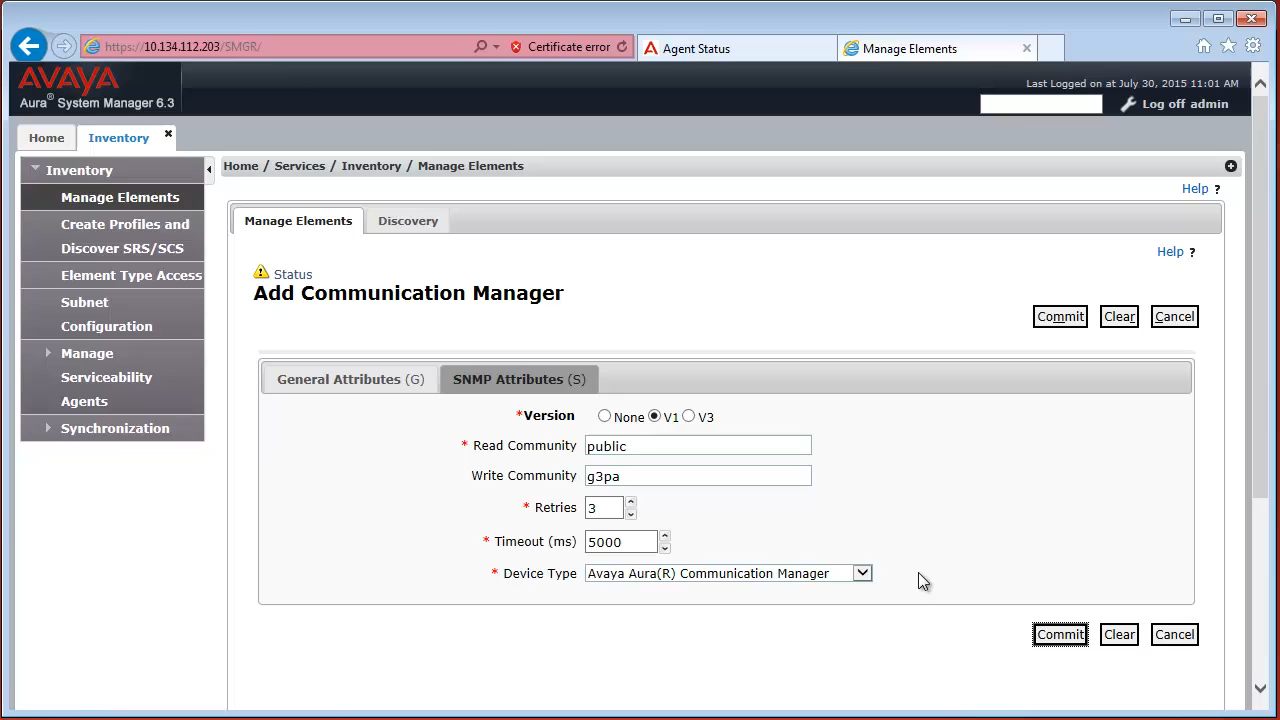 https://10.134.112.203/SMGR/
Certificate error
Agent Status
Manage Elements
AVAYA
Aura® System Manager 6.3
Last Logged on at July 30, 2015 11:01 AM
Log off admin
Home
Inventory
Inventory
Manage Elements
Create Profiles and
Discover SRS/SCS
Element Type Access
Subnet
Configuration
Manage
Serviceability
Agents
Synchronization
Home / Services / Inventory / Manage Elements
Help ?
Manage Elements
Discovery
Help ?
Status
Add Communication Manager
Commit
Clear
Cancel
General Attributes (G)
SNMP Attributes (S)
*Version None V1 V3
* Read Community public
Write Community g3pa
* Retries 3
* Timeout (ms) 5000
* Device Type Avaya Aura(R) Communication Manager
Commit
Clear
Cancel